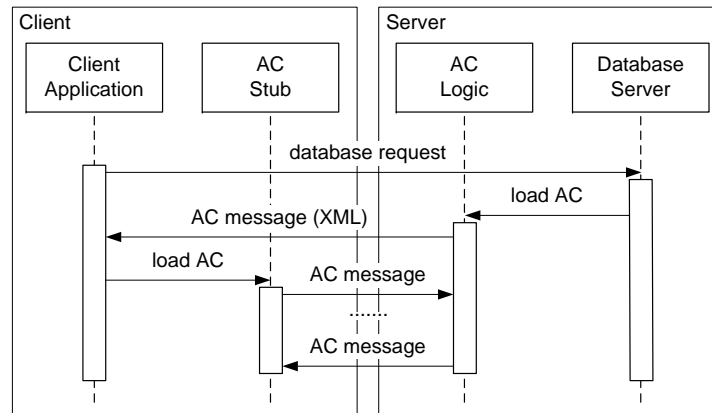 Client
Server
Client
Application
AC
Stub
AC
Logic
Database
Server
database request
load AC
AC message (XML)
load AC
AC message
.......
AC message